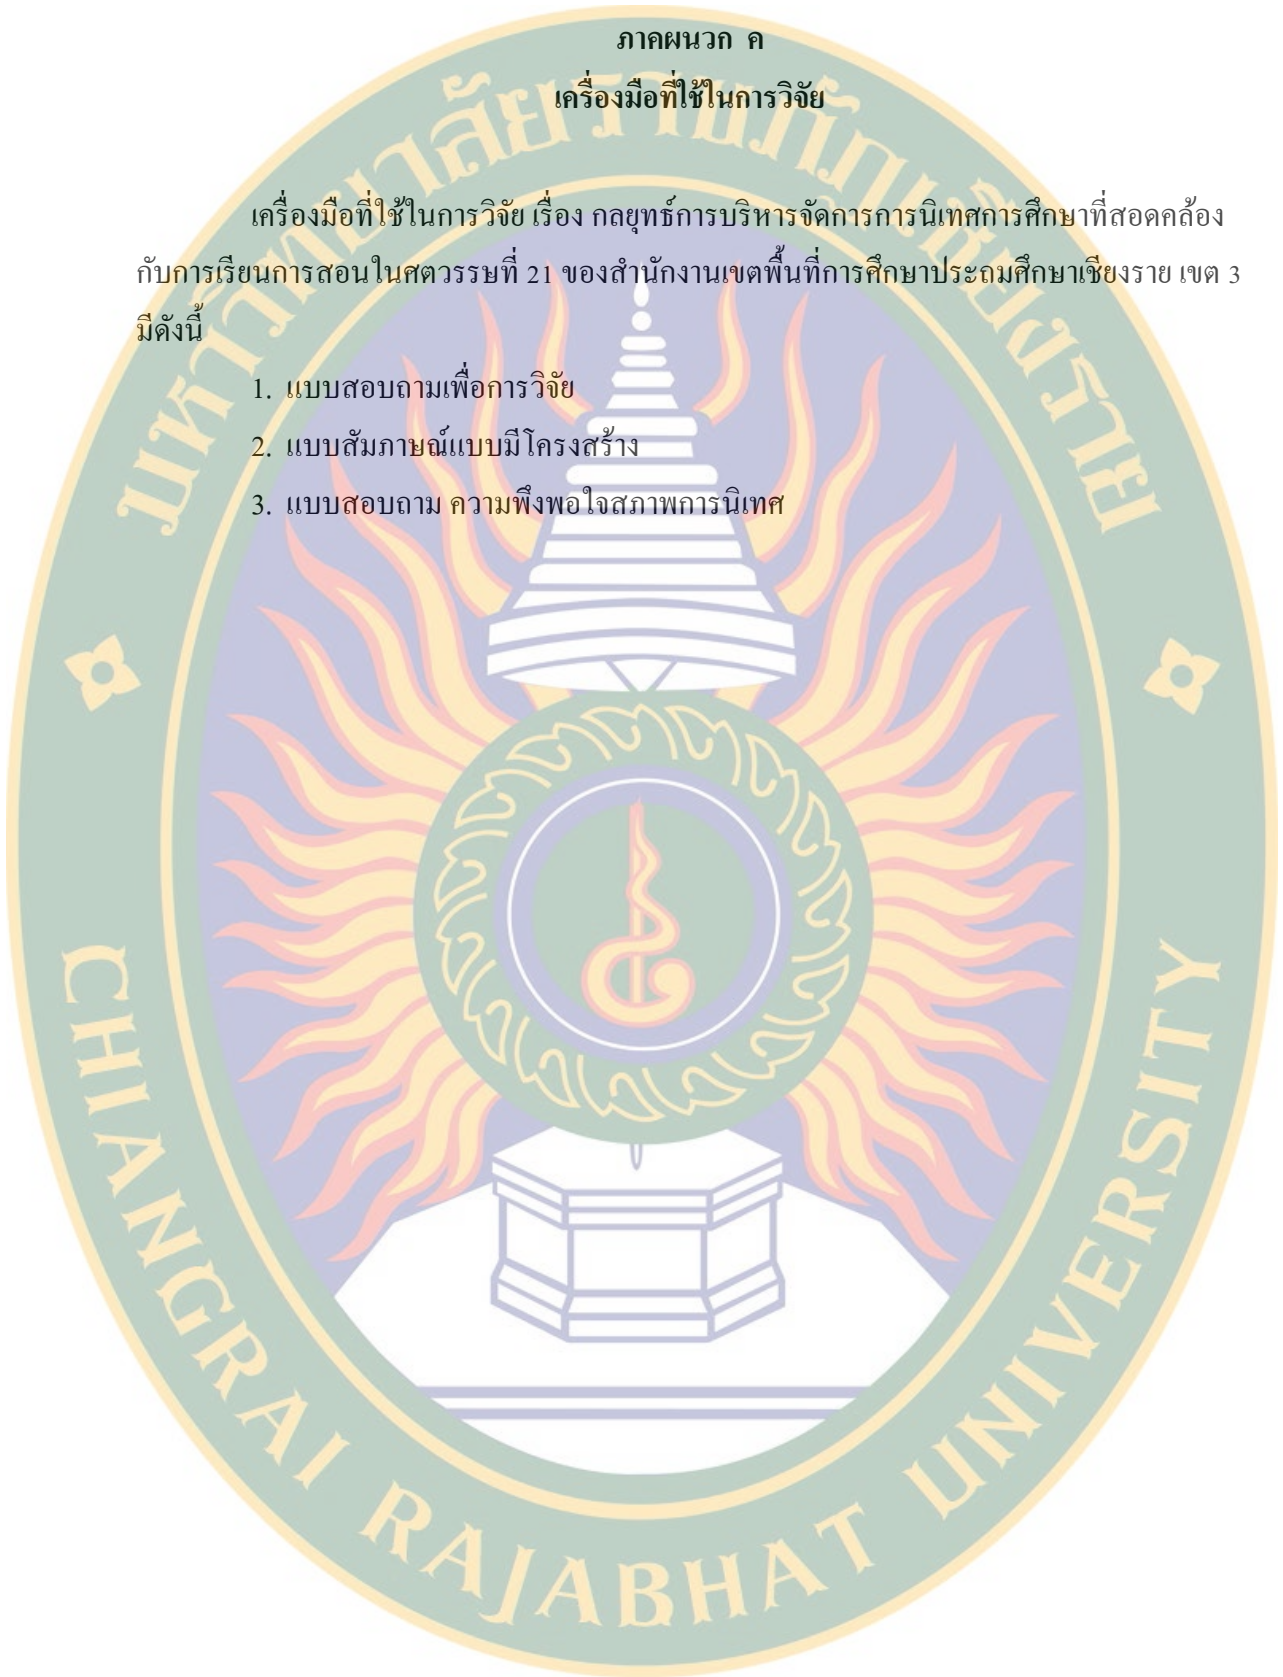 ภาคผนวก ค
เครื่องมือที่ใช้ในการวิจัย
เครื่องมือที่ใช้ในการวิจัย เรื่อง กลยุทธ์การบริหารจัดการการนิเทศการศึกษาที่สอดคล้อง
กับการเรียนการสอนในศตวรรษที่ 21 ของสำนักงานเขตพื้นที่การศึกษาประถมศึกษาเชียงราย เขต 3
มีดังนี้
1. แบบสอบถามเพื่อการวิจัย
2. แบบสัมภาษณ์แบบมีโครงสร้าง
3. แบบสอบถาม ความพึงพอใจสภาพการนิเทศ
มหาวิทยาลัยราชภัฏเชียงราย
CHIANGRAI RAJABHAT UNIVERSITY